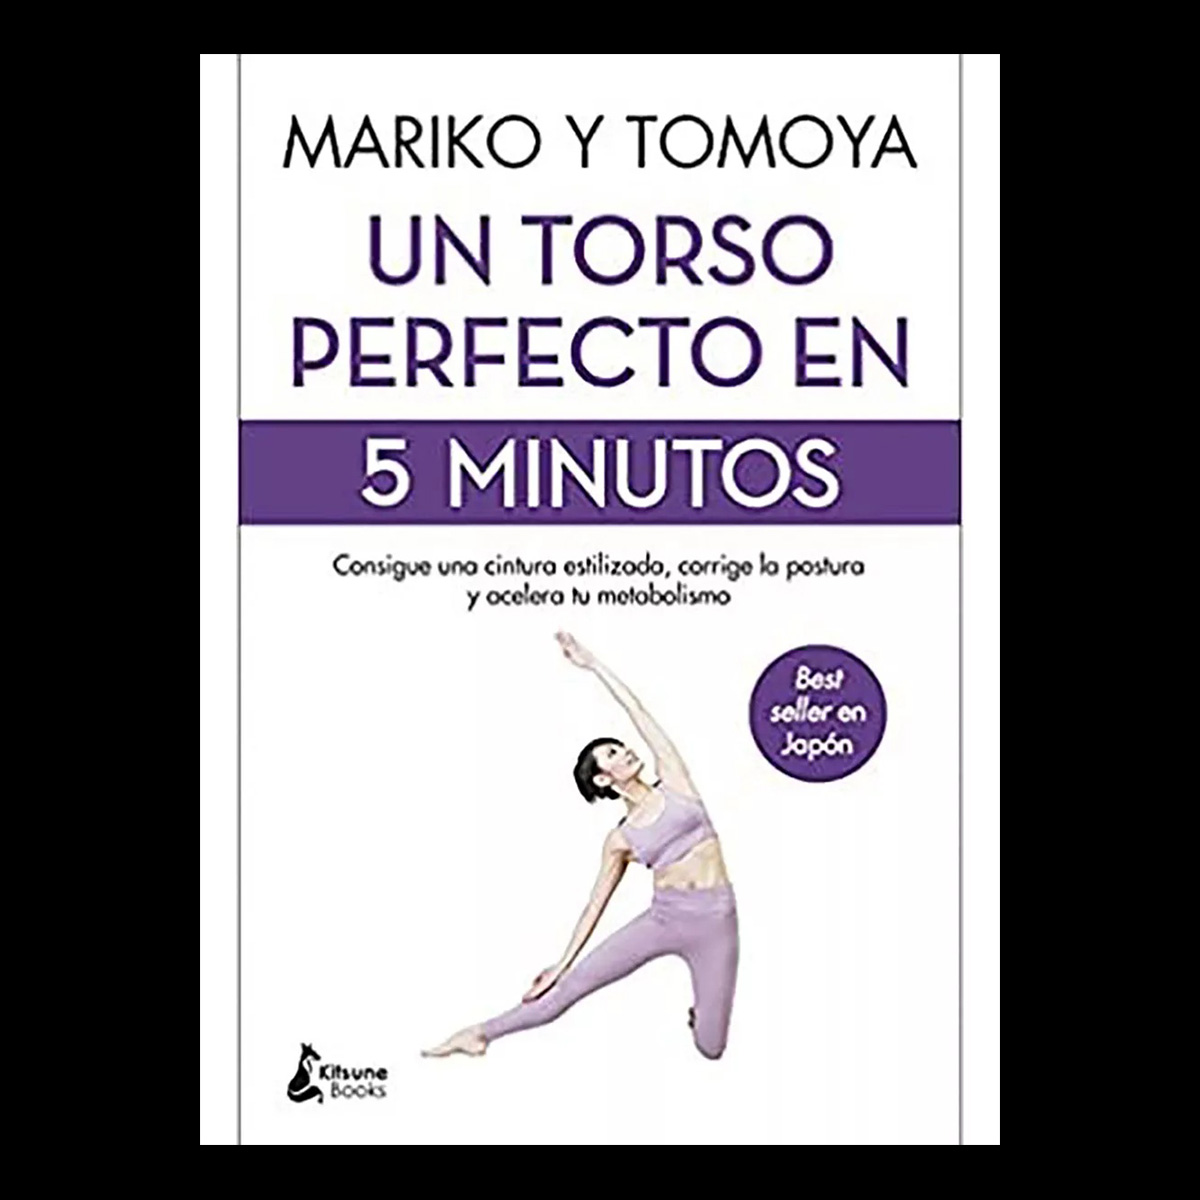 MARIKO Y TOMOYA
UN TORSO
PERFECTO EN
5 MINUTOS
Consigue una cintura estilizada, corrige la postura
y acelera tu metabolismo
Best
seller en
Japón
Kitsune
Books